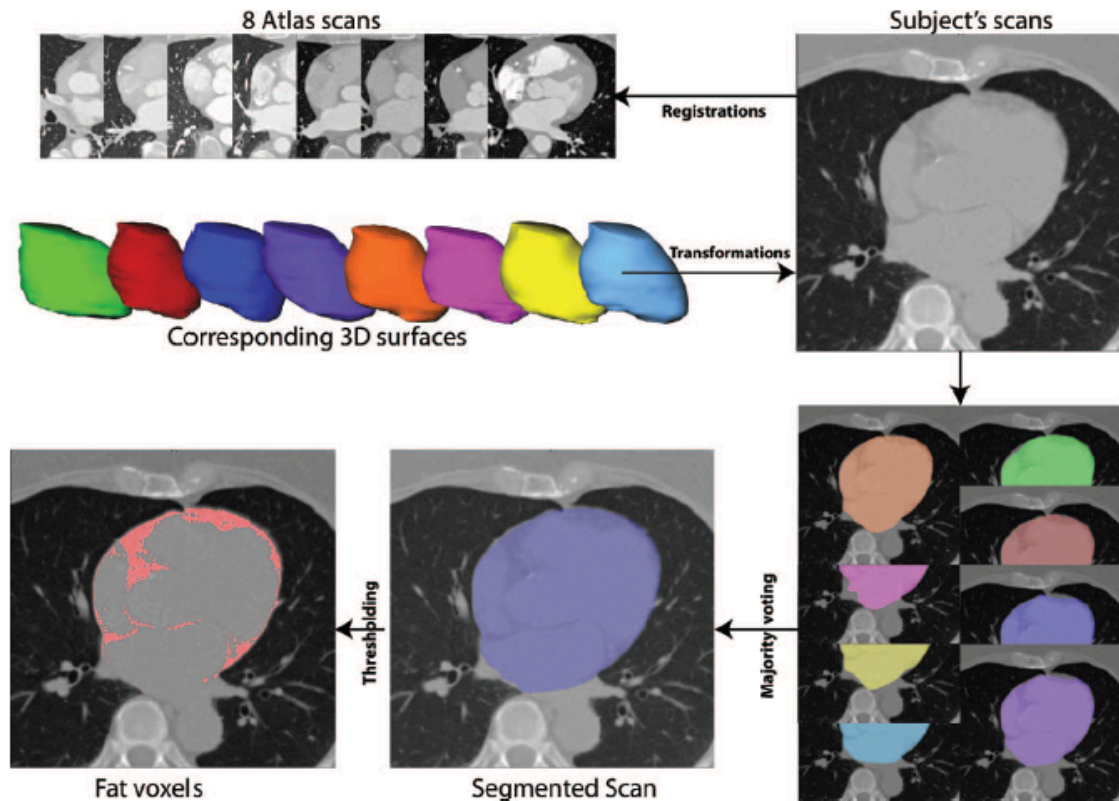 8 Atlas scans
Subject's scans
Registrations
Transformations
Corresponding 3D surfaces
Majority voting
Thresholding
Fat voxels
Segmented Scan